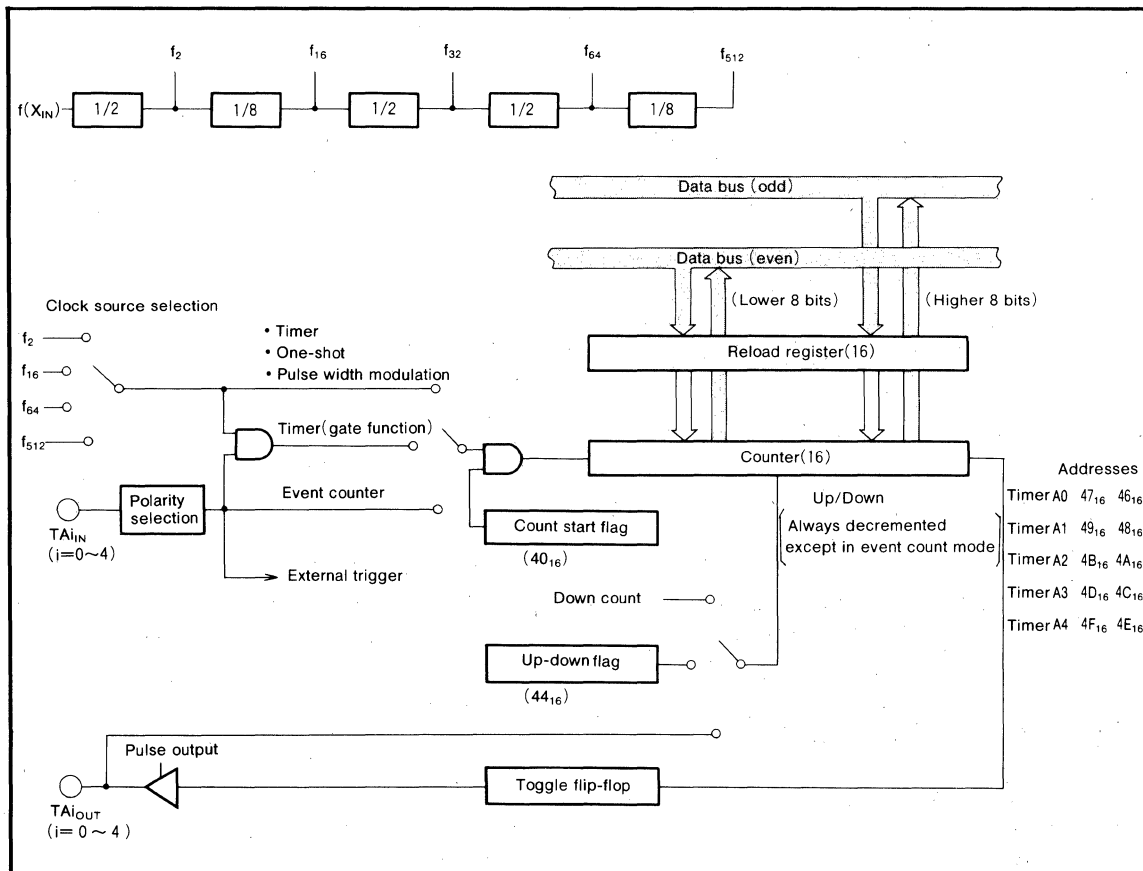 f₂ f₁₆ f₃₂ f₆₄ f₅₁₂
f(X_IN) 1/2 1/8 1/2 1/2 1/8
Data bus (odd)
Data bus (even)
(Lower 8 bits) (Higher 8 bits)
Clock source selection
f₂
f₁₆
f₆₄
f₅₁₂
• Timer
• One-shot
• Pulse width modulation
Reload register(16)
Timer(gate function)
Counter(16)
Polarity
selection
Event counter
TAi_IN
(i=0~4)
External trigger
Count start flag
(40₁₆)
Up/Down
(Always decremented
except in event count mode)
Addresses
Timer A0 47₁₆ 46₁₆
Timer A1 49₁₆ 48₁₆
Timer A2 4B₁₆ 4A₁₆
Timer A3 4D₁₆ 4C₁₆
Timer A4 4F₁₆ 4E₁₆
Down count
Up-down flag
(44₁₆)
Pulse output
Toggle flip-flop
TAi_OUT
(i= 0 ~ 4 )